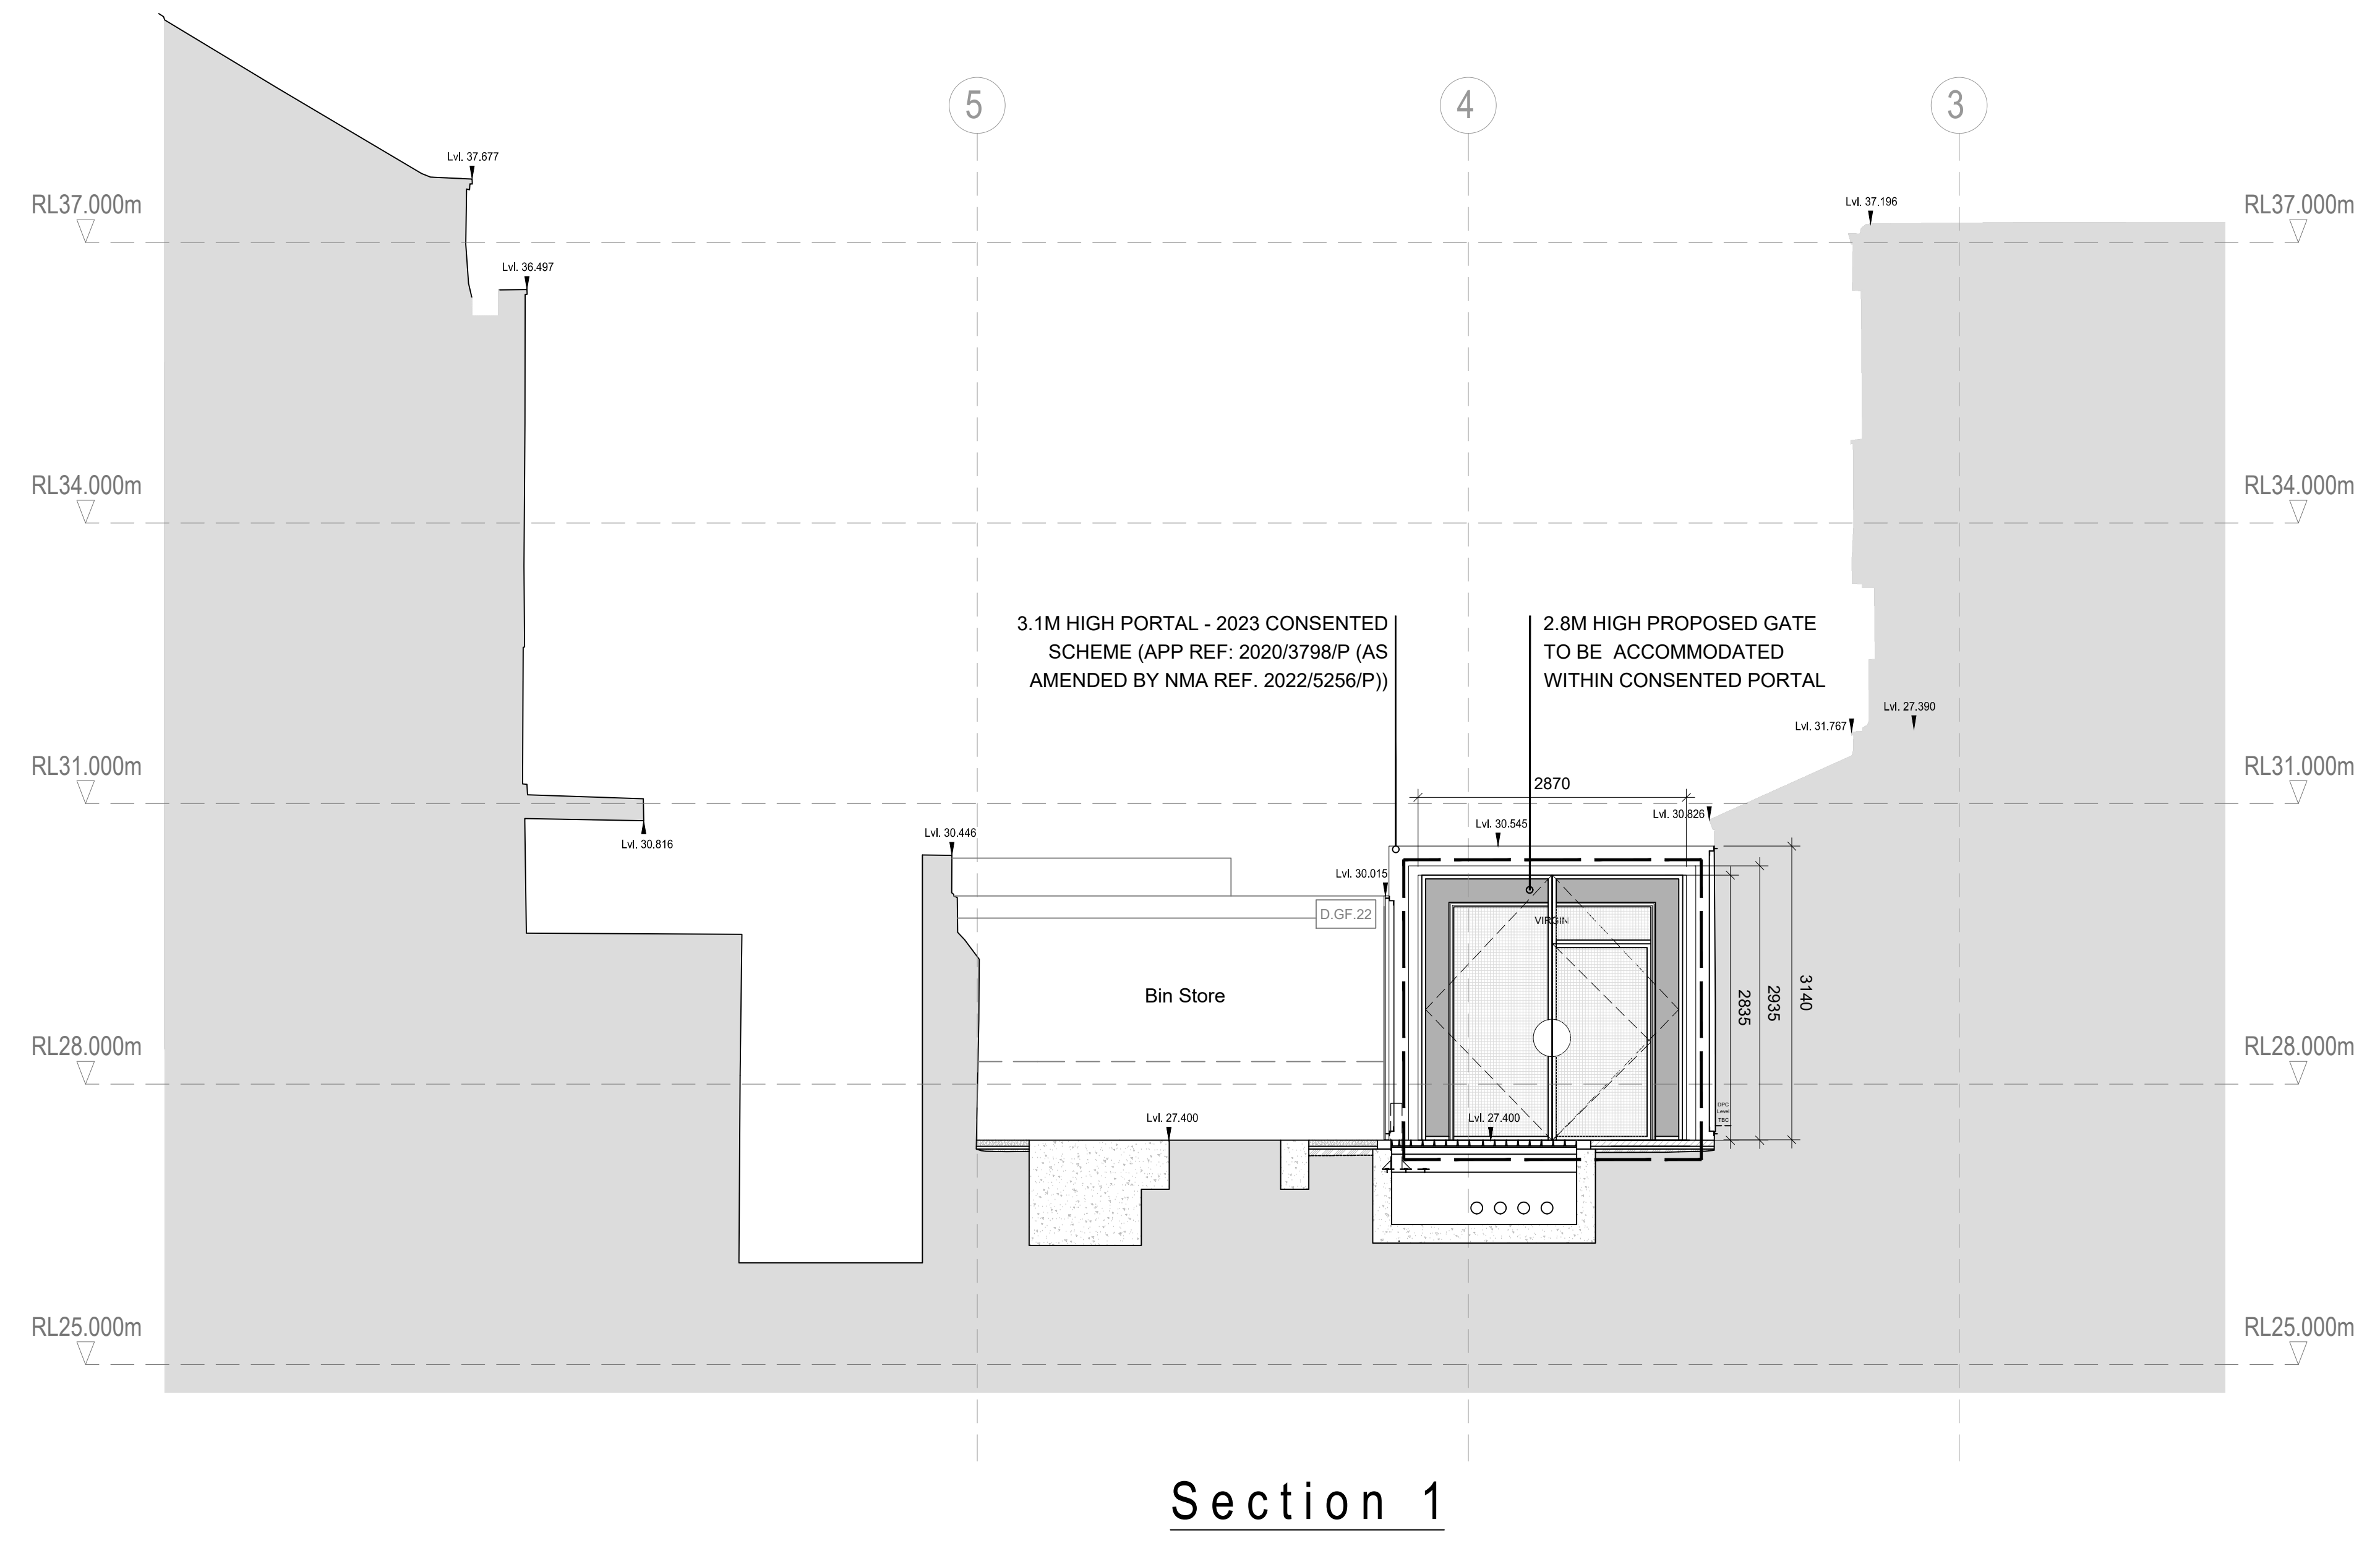 5
4
3
Lvl. 37.677
Lvl. 37.196
RL37.000m
RL37.000m
Lvl. 36.497
RL34.000m
RL34.000m
3.1M HIGH PORTAL - 2023 CONSENTED
SCHEME (APP REF: 2020/3798/P (AS
AMENDED BY NMA REF. 2022/5256/P))
2.8M HIGH PROPOSED GATE
TO BE ACCOMMODATED
WITHIN CONSENTED PORTAL
Lvl. 27.390
Lvl. 31.767
RL31.000m
RL31.000m
2870
Lvl. 30.826
Lvl. 30.545
Lvl. 30.446
Lvl. 30.816
Lvl. 30.015
D.GF.22
VIRGIN
Bin Store
2835
2935
3140
RL28.000m
RL28.000m
DPC
Level
TBC
Lvl. 27.400
Lvl. 27.400
RL25.000m
RL25.000m
Section 1